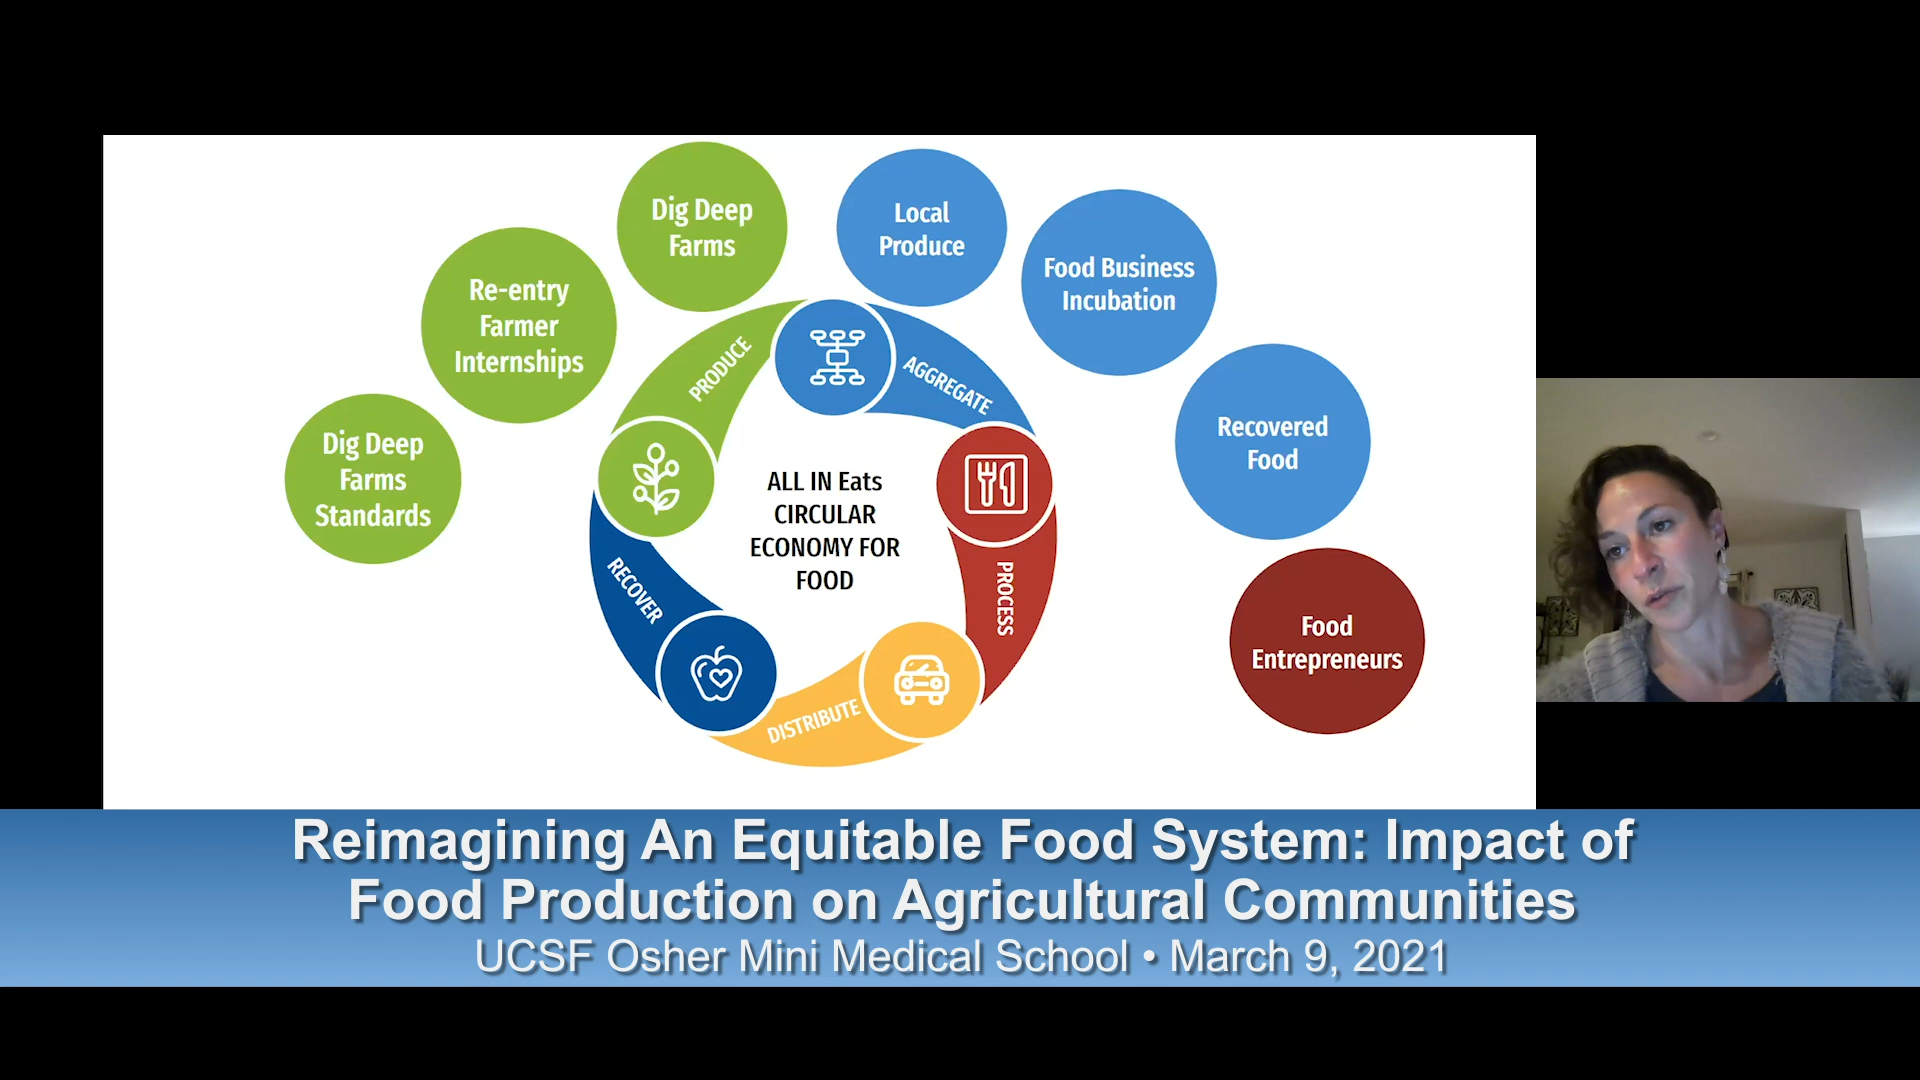 Dig Deep
Farms
Local
Produce
Re-entry
Farmer
Internships
Food Business
Incubation
Dig Deep
Farms
Standards
PRODUCE
AGGREGATE
Recovered
Food
ALL IN Eats
CIRCULAR
ECONOMY FOR
FOOD
RECOVER
PROCESS
DISTRIBUTE
Food
Entrepreneurs
Reimagining An Equitable Food System: Impact of
Food Production on Agricultural Communities
UCSF Osher Mini Medical School • March 9, 2021